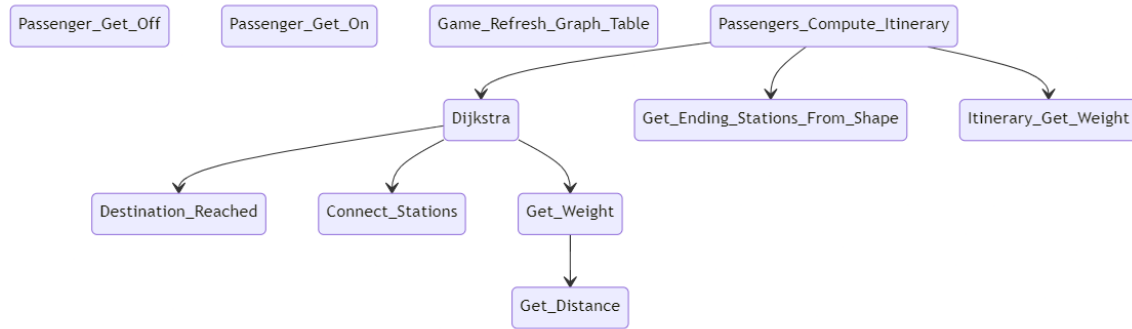 Passenger_Get_Off
Passenger_Get_On
Game_Refresh_Graph_Table
Passengers_Compute_Itinerary
Dijkstra
Get_Ending_Stations_From_Shape
Itinerary_Get_Weight
Destination_Reached
Connect_Stations
Get_Weight
Get_Distance